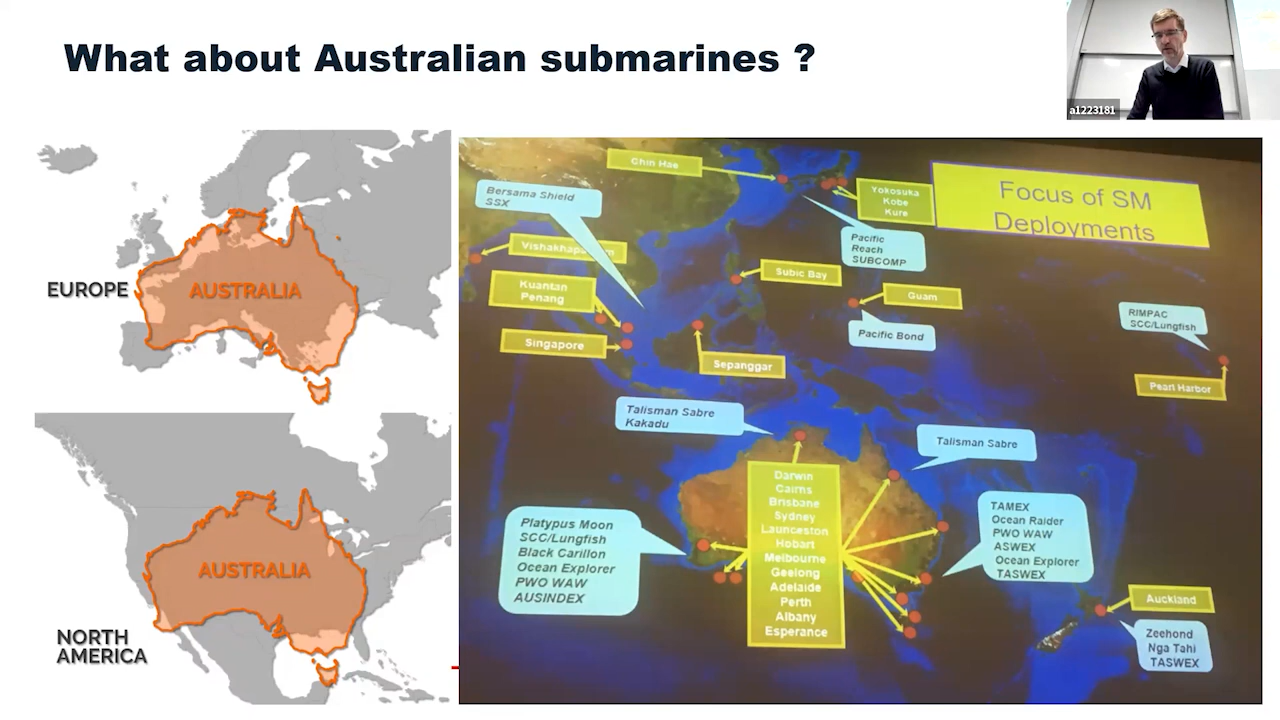 What about Australian submarines ?
a1223181
EUROPE
AUSTRALIA
AUSTRALIA
NORTH
AMERICA
Chin Hae
Focus of SM
Deployments
Yokosuka
Kobe
Kure
Bersama Shield
SSX
Pacific
Reach
SUBCOMP
Subic Bay
Kuantan
Penang
Guam
RIMPAC
SCC/Lungfish
Pacific Bond
Singapore
Sepanggar
Pearl Harbor
Talisman Sabre
Kakadu
Talisman Sabre
Darwin
Cairns
Brisbane
Sydney
Launceston
Hobart
Melbourne
Geelong
Adelaide
Perth
Albany
Esperance
Platypus Moon
SCC/Lungfish
Black Carillon
Ocean Explorer
PWO WAW
AUSINDEX
TAMEX
Ocean Raider
PWO WAW
ASWEX
Ocean Explorer
TASWEX
Auckland
Zeehond
Nga Tahi
TASWEX